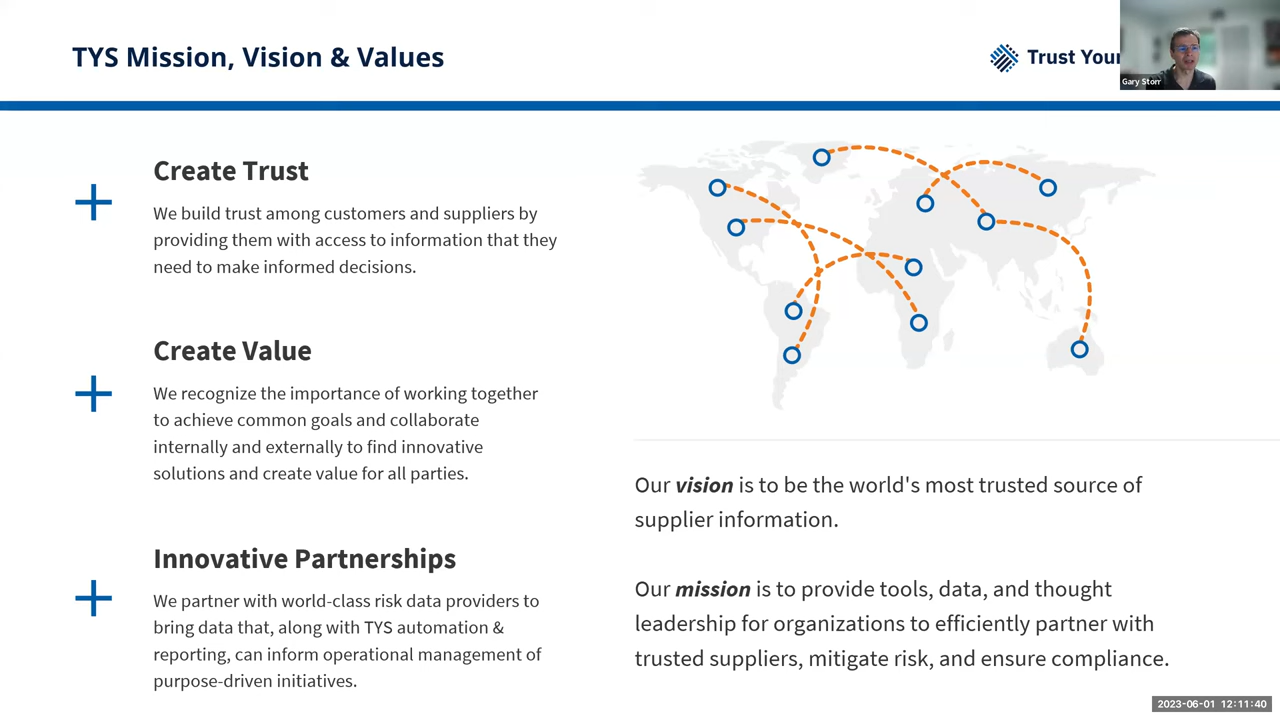 TYS Mission, Vision & Values
Trust Your
Gary Storr
Create Trust
We build trust among customers and suppliers by
providing them with access to information that they
need to make informed decisions.
Create Value
We recognize the importance of working together
to achieve common goals and collaborate
internally and externally to find innovative
solutions and create value for all parties.
Innovative Partnerships
We partner with world-class risk data providers to
bring data that, along with TYS automation &
reporting, can inform operational management of
purpose-driven initiatives.
Our vision is to be the world's most trusted source of
supplier information.
Our mission is to provide tools, data, and thought
leadership for organizations to efficiently partner with
trusted suppliers, mitigate risk, and ensure compliance.
2023-06-01 12:11:40